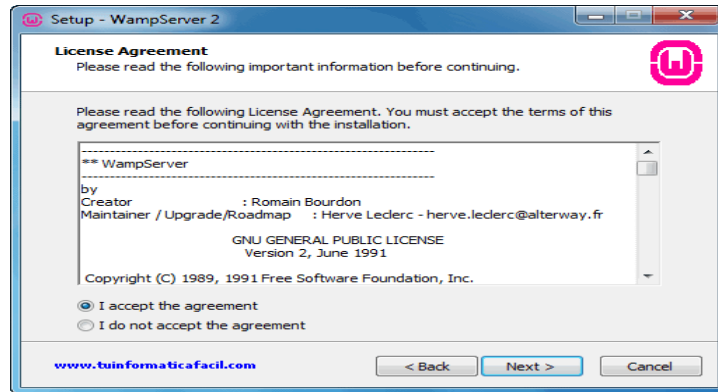 Setup - WampServer 2
License Agreement
Please read the following important information before continuing.
Please read the following License Agreement. You must accept the terms of this
agreement before continuing with the installation.
------------------------------------------------------------
** WampServer
------------------------------------------------------------
by
Creator : Romain Bourdon
Maintainer / Upgrade/Roadmap : Herve Leclerc - herve.leclerc@alterway.fr
GNU GENERAL PUBLIC LICENSE
Version 2, June 1991
Copyright (C) 1989, 1991 Free Software Foundation, Inc.
I accept the agreement
I do not accept the agreement
www.tuinformaticafacil.com
< Back
Next >
Cancel